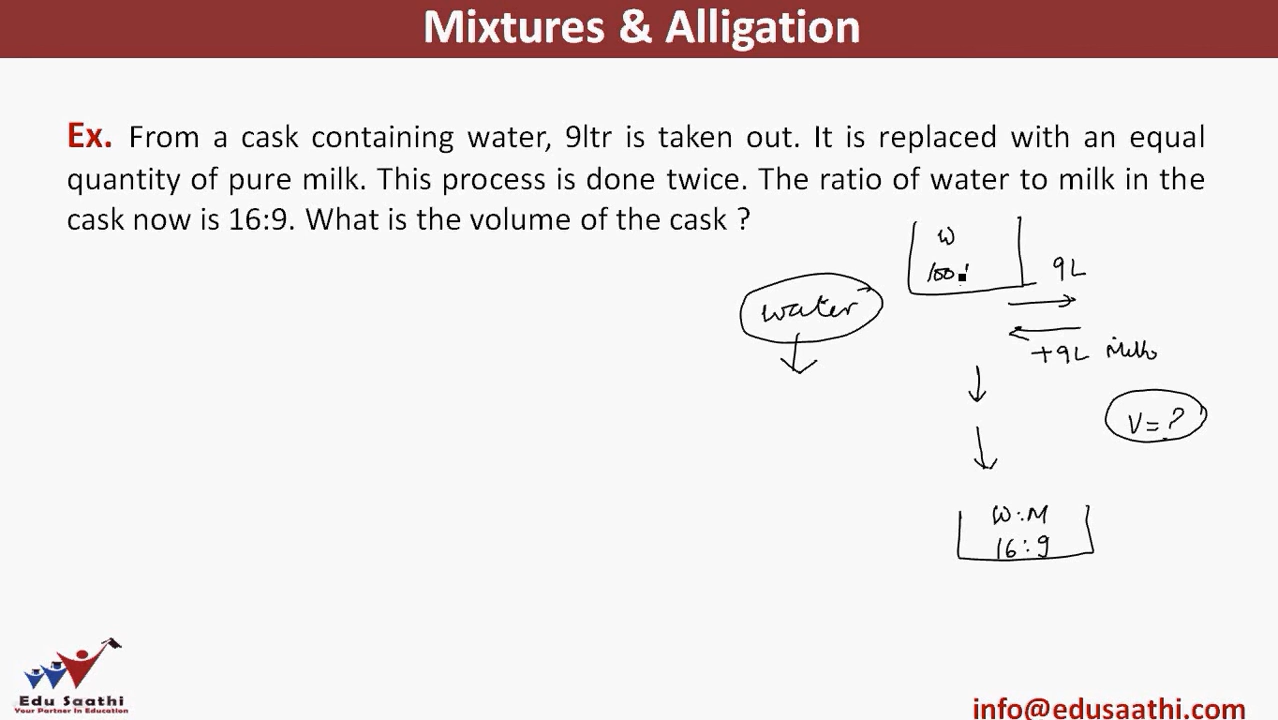 Mixtures & Alligation
Ex. From a cask containing water, 9ltr is taken out. It is replaced with an equal
quantity of pure milk. This process is done twice. The ratio of water to milk in the
cask now is 16:9. What is the volume of the cask ?
W
100%
9L
water
+9L Milk
V=?
W:M
16:9
Edu Saathi
Your Partner In Education
info@edusaathi.com